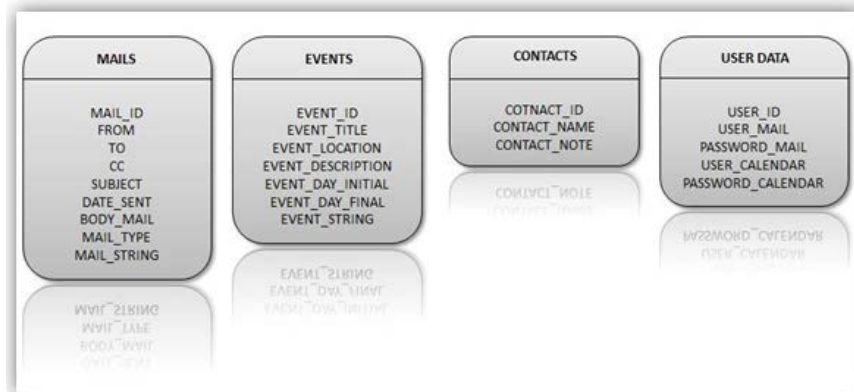 MAILS
MAIL_ID
FROM
TO
CC
SUBJECT
DATE_SENT
BODY_MAIL
MAIL_TYPE
MAIL_STRING
EVENTS
EVENT_ID
EVENT_TITLE
EVENT_LOCATION
EVENT_DESCRIPTION
EVENT_DAY_INITIAL
EVENT_DAY_FINAL
EVENT_STRING
CONTACTS
COTNACT_ID
CONTACT_NAME
CONTACT_NOTE
USER DATA
USER_ID
USER_MAIL
PASSWORD_MAIL
USER_CALENDAR
PASSWORD_CALENDAR